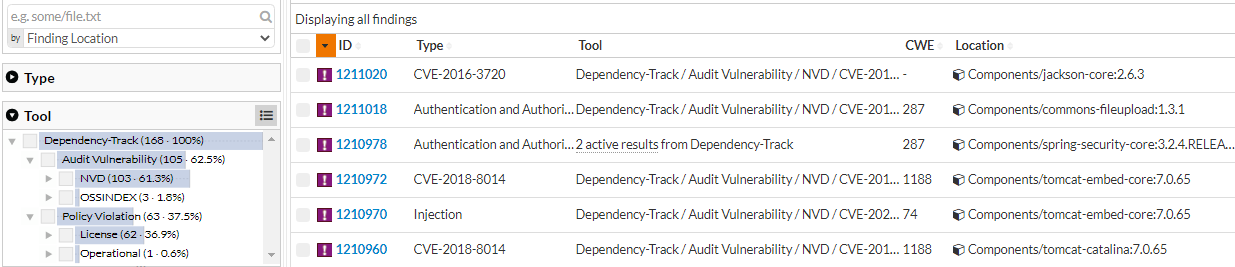 e.g. some/file.txt
by Finding Location
Type
Tool
Dependency-Track (168 · 100%)
Audit Vulnerability (105 · 62.5%)
NVD (103 · 61.3%)
OSSINDEX (3 · 1.8%)
Policy Violation (63 · 37.5%)
License (62 · 36.9%)
Operational (1 · 0.6%)
Displaying all findings
ID Type Tool CWE Location
1211020 CVE-2016-3720 Dependency-Track / Audit Vulnerability / NVD / CVE-201... - Components/jackson-core:2.6.3
1211018 Authentication and Authori... Dependency-Track / Audit Vulnerability / NVD / CVE-201... 287 Components/commons-fileupload:1.3.1
1210978 Authentication and Authori... 2 active results from Dependency-Track 287 Components/spring-security-core:3.2.4.RELEA...
1210972 CVE-2018-8014 Dependency-Track / Audit Vulnerability / NVD / CVE-201... 1188 Components/tomcat-embed-core:7.0.65
1210970 Injection Dependency-Track / Audit Vulnerability / NVD / CVE-202... 74 Components/tomcat-embed-core:7.0.65
1210960 CVE-2018-8014 Dependency-Track / Audit Vulnerability / NVD / CVE-201... 1188 Components/tomcat-catalina:7.0.65